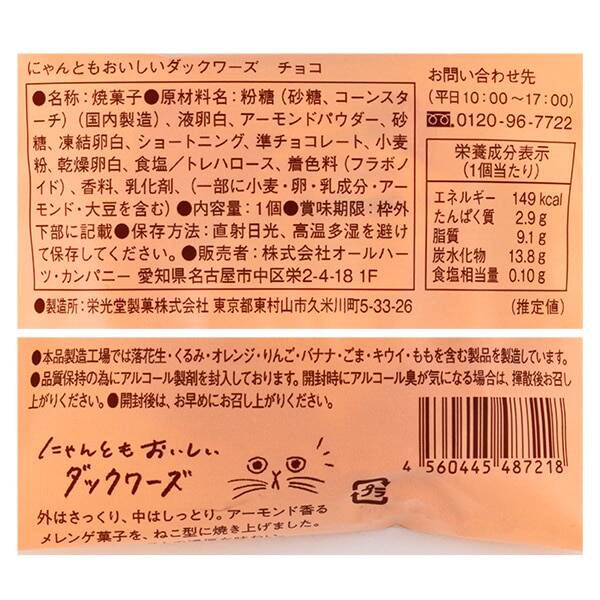 にゃんともおいしいダックワーズ　チョコ
●名称：焼菓子●原材料名：粉糖（砂糖、コーンスタ
ーチ）（国内製造）、液卵白、アーモンドパウダー、砂
糖、凍結卵白、ショートニング、準チョコレート、小麦
粉、乾燥卵白、食塩／トレハロース、着色料（フラボノ
イド）、香料、乳化剤、（一部に小麦・卵・乳成分・アー
モンド・大豆を含む）●内容量：1個●賞味期限：枠外
下部に記載●保存方法：直射日光、高温多湿を避け
て保存してください。●販売者：株式会社オールハー
ツ・カンパニー 愛知県名古屋市中区栄2-4-18 1F
●製造所：栄光堂製菓株式会社 東京都東村山市久米川町5-33-26
お問い合わせ先
（平日10：00～17：00）
0120-96-7722
栄養成分表示
（1個当たり）
エネルギー 149 kcal
たんぱく質 2.9 g
脂質 9.1 g
炭水化物 13.8 g
食塩相当量 0.10 g
（推定値）
●本品製造工場では落花生・くるみ・オレンジ・りんご・バナナ・ごま・キウイ・ももを含む製品を製造しています。
●品質保持の為にアルコール製剤を封入しております。開封時にアルコール臭が気になる場合は、揮散後お召し
上がりください。●開封後は、お早めにお召し上がりください。
にゃんともおいしい
ダックワーズ
外はさっくり、中はしっとり。アーモンド香る
メレンゲ菓子を、ねこ型に焼き上げました。
4 560445 487218
プラ